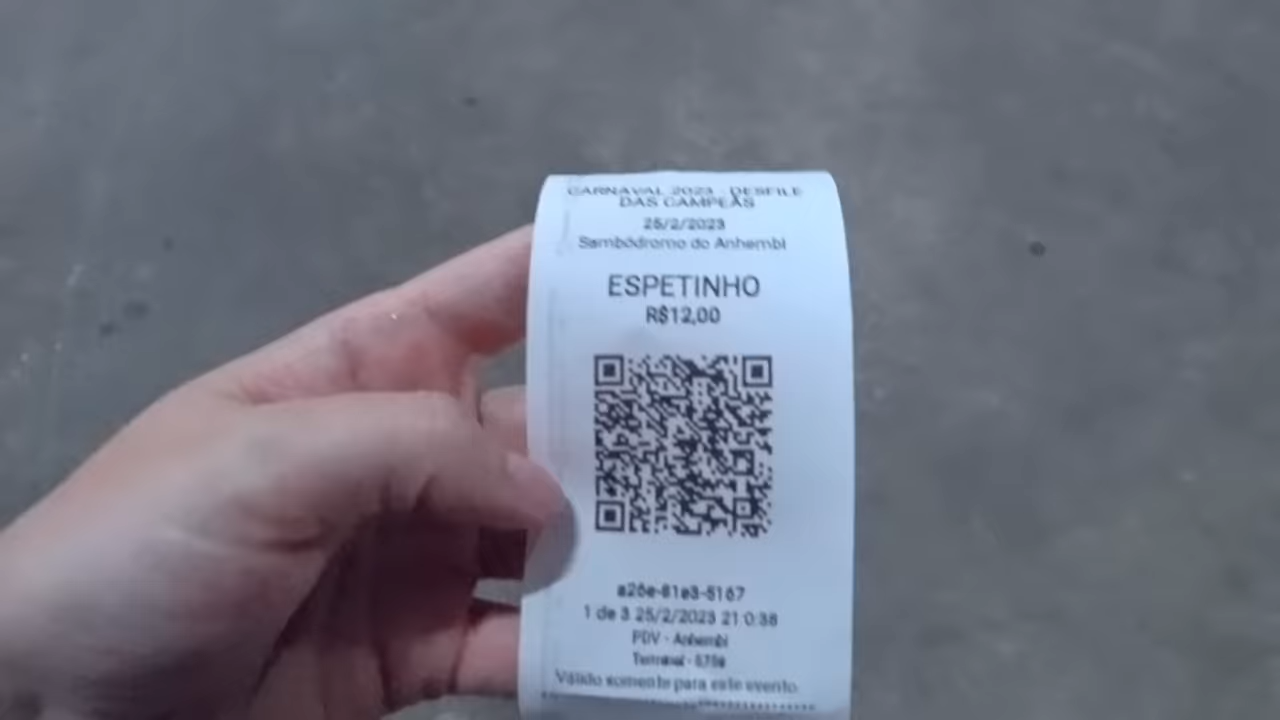 CARNAVAL 2023 - DESFILE
DAS CAMPEÃS
25/2/2023
Sambódromo do Anhembi
ESPETINHO
R$12,00
a26e-81e3-5167
1 de 3 25/2/2023 21:0:38
PDV - Anhembi
Terminal -
Válido somente para este evento